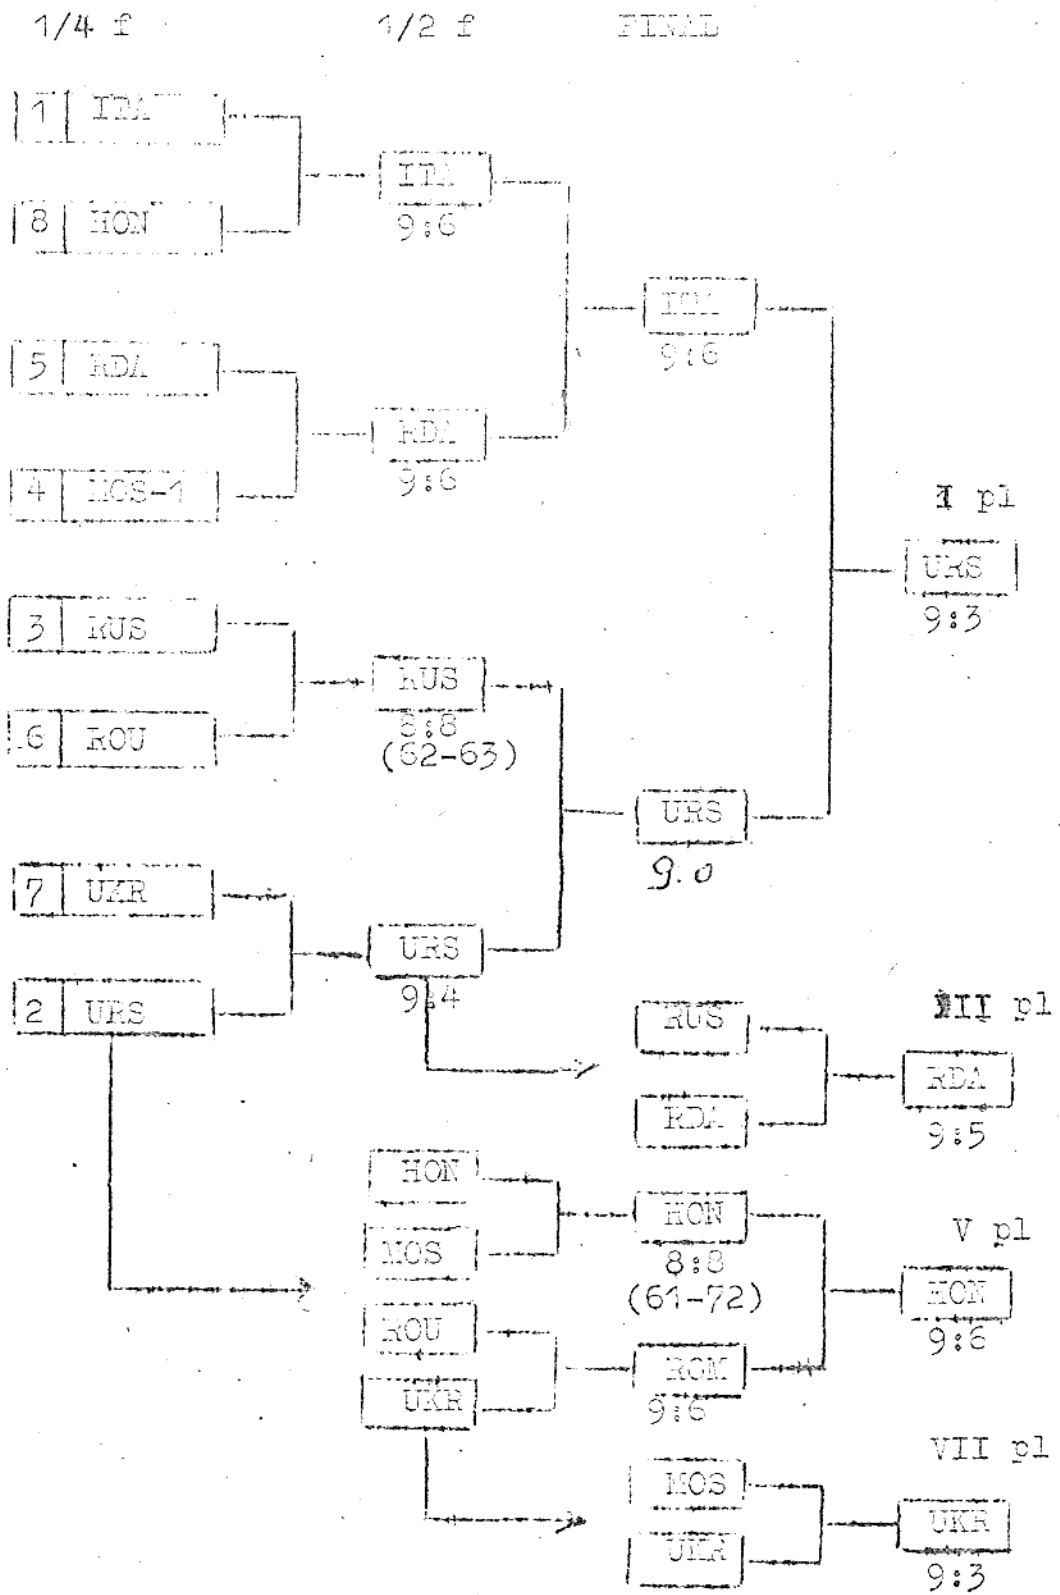 1/4 f 1/2 f FINAL
1 ITA
ITA
8 HON
9:6
ITA
9:6
5 RDA
RDA
9:6
4 MOS-1
I pl
URS
9:3
3 RUS
RUS
8:8
(62-63)
6 ROU
URS
9.0
7 UKR
URS
9:4
2 URS
RUS
III pl
RDA
RDA
9:5
HON
HON
8:8
(61-72)
MOS
V pl
HON
9:6
ROU
ROM
9:6
UKR
VII pl
MOS
UKR
9:3
UKR